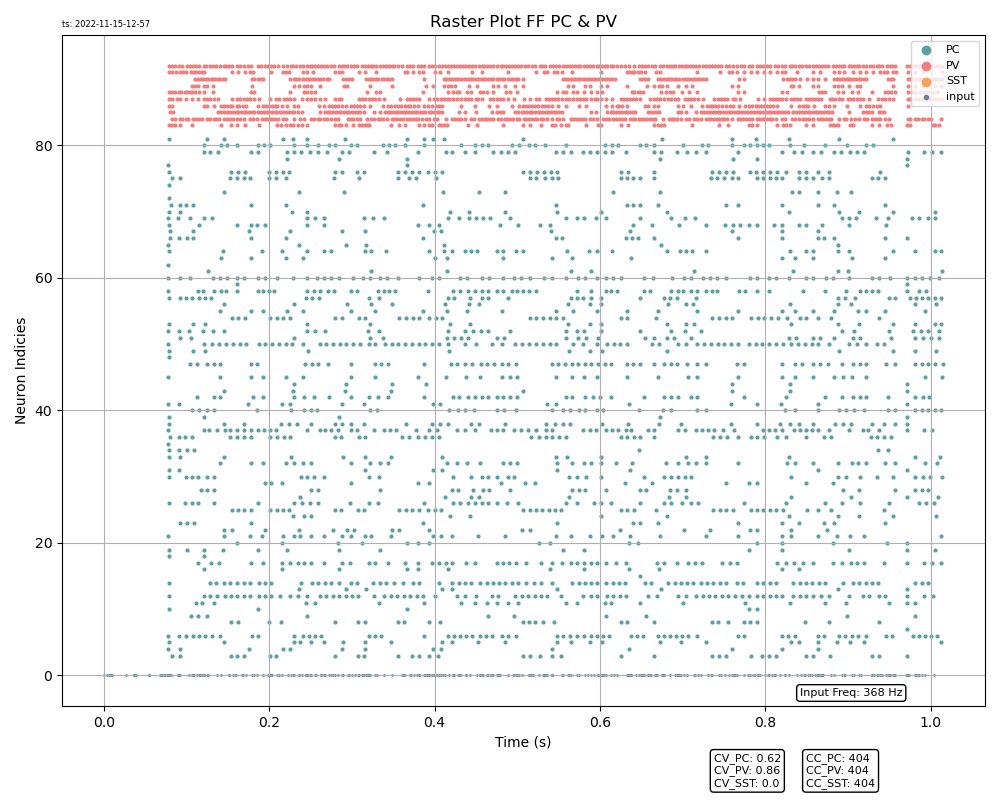 ts: 2022-11-15-12-57
Raster Plot FF PC & PV
PC
PV
SST
input
80
60
40
20
0
Neuron Indicies
0.0 0.2 0.4 0.6 0.8 1.0
Time (s)
Input Freq: 368 Hz
CV_PC: 0.62
CV_PV: 0.86
CV_SST: 0.0
CC_PC: 404
CC_PV: 404
CC_SST: 404